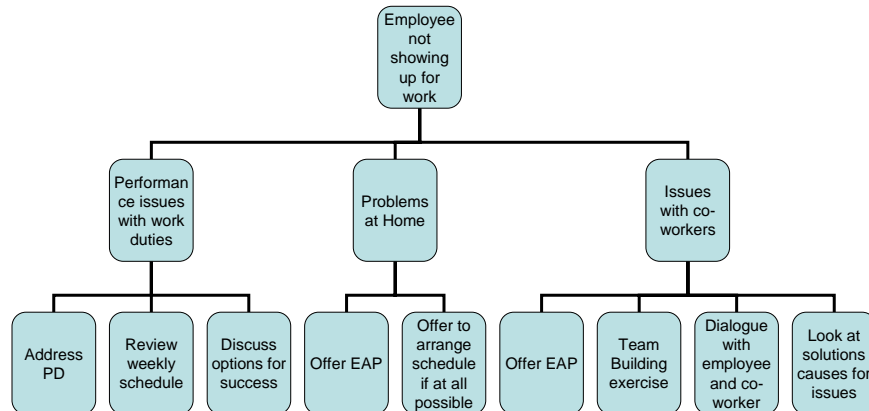 Employee
not
showing
up for
work
Performan
ce issues
with work
duties
Problems
at Home
Issues
with co-
workers
Address
PD
Review
weekly
schedule
Discuss
options for
success
Offer EAP
Offer to
arrange
schedule
if at all
possible
Offer EAP
Team
Building
exercise
Dialogue
with
employee
and co-
worker
Look at
solutions
causes for
issues